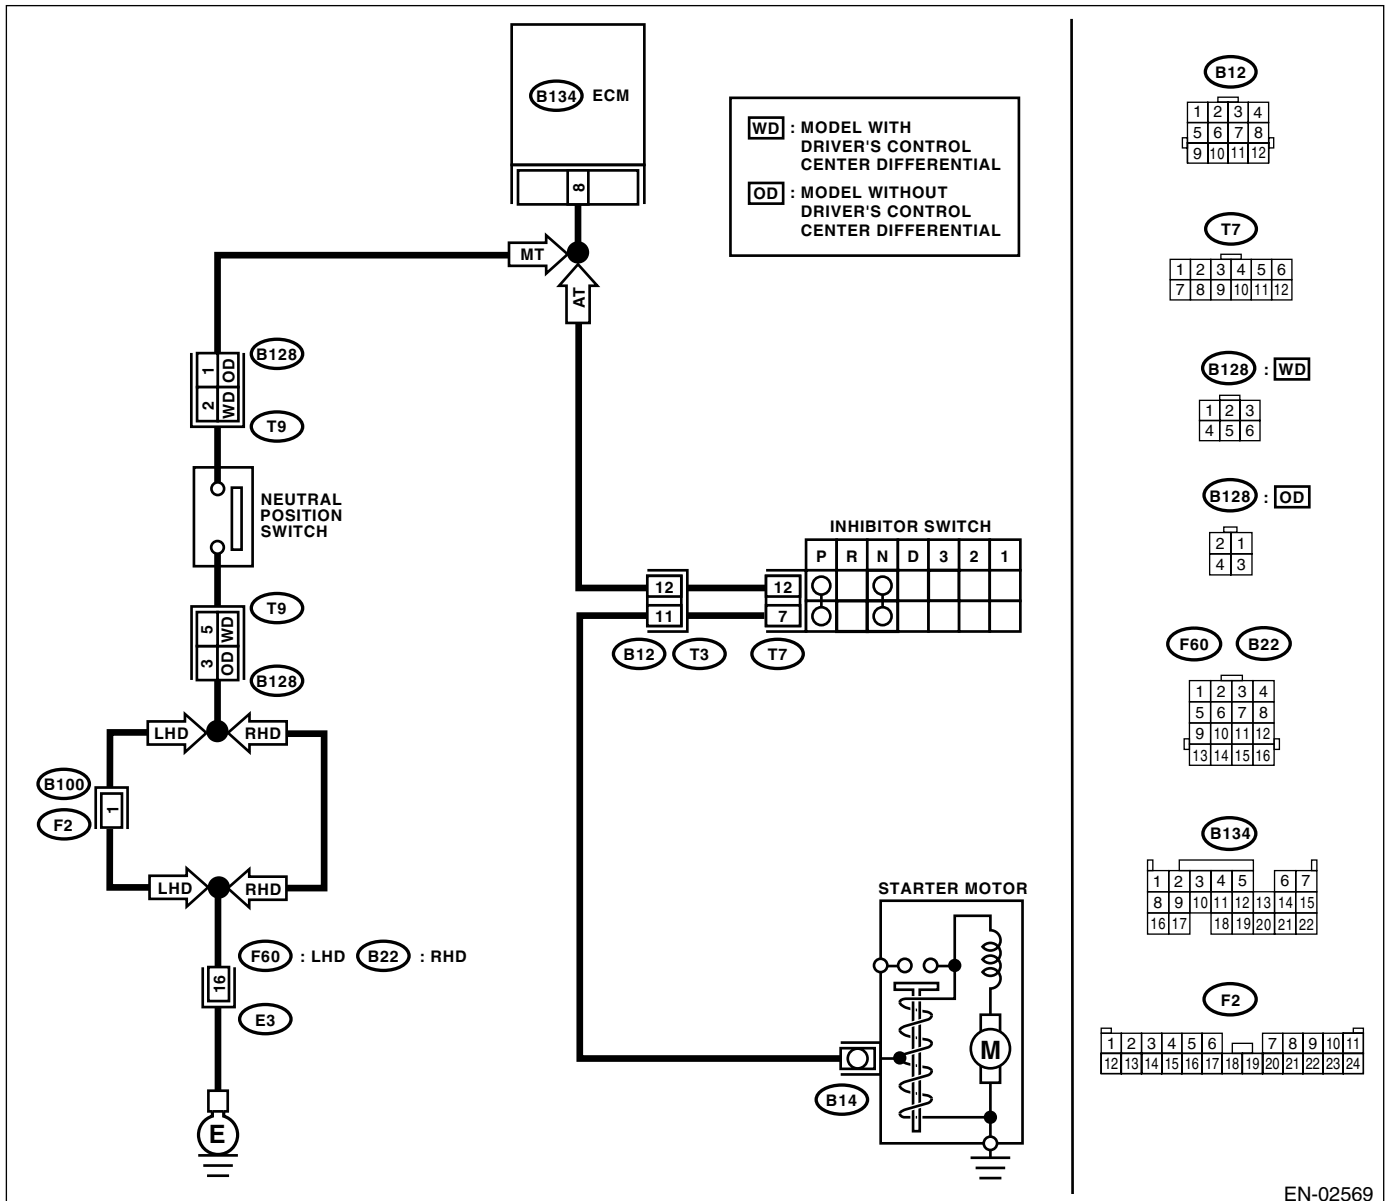 B134 ECM
8
WD : MODEL WITH
DRIVER'S CONTROL
CENTER DIFFERENTIAL
OD : MODEL WITHOUT
DRIVER'S CONTROL
CENTER DIFFERENTIAL
MT
AT
B128
1 OD
2 WD
T9
NEUTRAL
POSITION
SWITCH
T9
5 WD
3 OD
B128
LHD RHD
B100
1
F2
LHD RHD
F60 : LHD B22 : RHD
16
E3
E
INHIBITOR SWITCH
P R N D 3 2 1
12 12
11 7
B12 T3 T7
STARTER MOTOR
M
B14
B12
1 2 3 4
5 6 7 8
9 10 11 12
T7
1 2 3 4 5 6
7 8 9 10 11 12
B128 : WD
1 2 3
4 5 6
B128 : OD
2 1
4 3
F60 B22
1 2 3 4
5 6 7 8
9 10 11 12
13 14 15 16
B134
1 2 3 4 5 6 7
8 9 10 11 12 13 14 15
16 17 18 19 20 21 22
F2
1 2 3 4 5 6 7 8 9 10 11
12 13 14 15 16 17 18 19 20 21 22 23 24
EN-02569